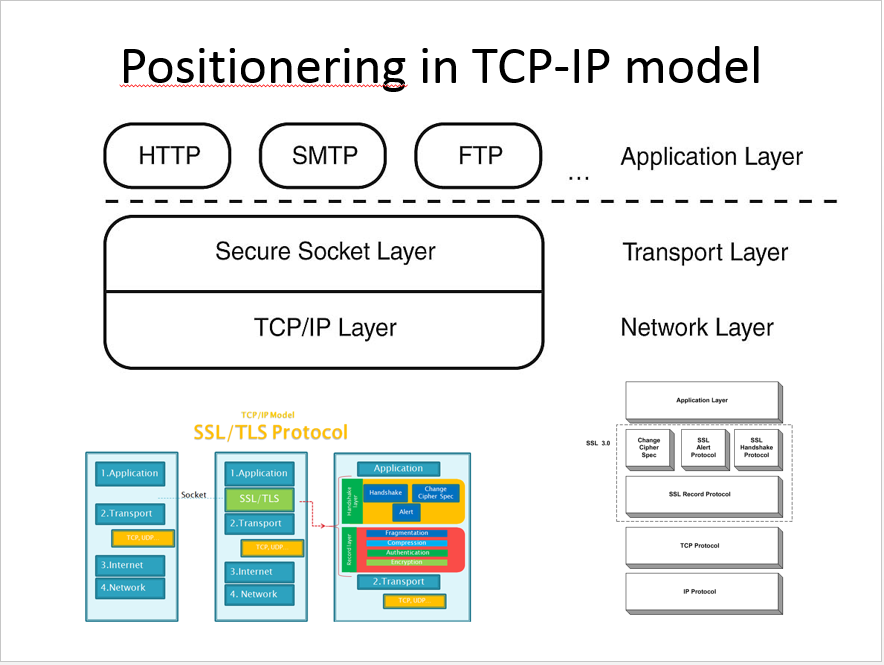 Positionering in TCP-IP model
HTTP
SMTP
FTP
...
Application Layer
Secure Socket Layer
Transport Layer
TCP/IP Layer
Network Layer
TCP/IP Model
SSL/TLS Protocol
1.Application
Socket
2.Transport
TCP, UDP...
3.Internet
4.Network
1.Application
SSL/TLS
2.Transport
TCP, UDP...
3.Internet
4. Network
Application
Handshake Layer
Handshake
Change
Cipher Spec
Alert
Record Layer
Fragmentation
Compression
Authentication
Encryption
2.Transport
TCP, UDP...
Application Layer
SSL 3.0
Change
Cipher
Spec
SSL
Alert
Protocol
SSL
Handshake
Protocol
SSL Record Protocol
TCP Protocol
IP Protocol